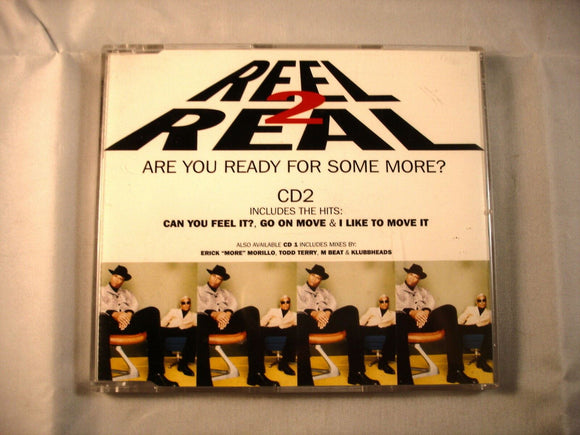 REEL
2
REAL
ARE YOU READY FOR SOME MORE?
CD2
INCLUDES THE HITS:
CAN YOU FEEL IT?, GO ON MOVE & I LIKE TO MOVE IT
ALSO AVAILABLE CD 1 INCLUDES MIXES BY:
ERICK "MORE" MORILLO, TODD TERRY, M BEAT & KLUBBHEADS